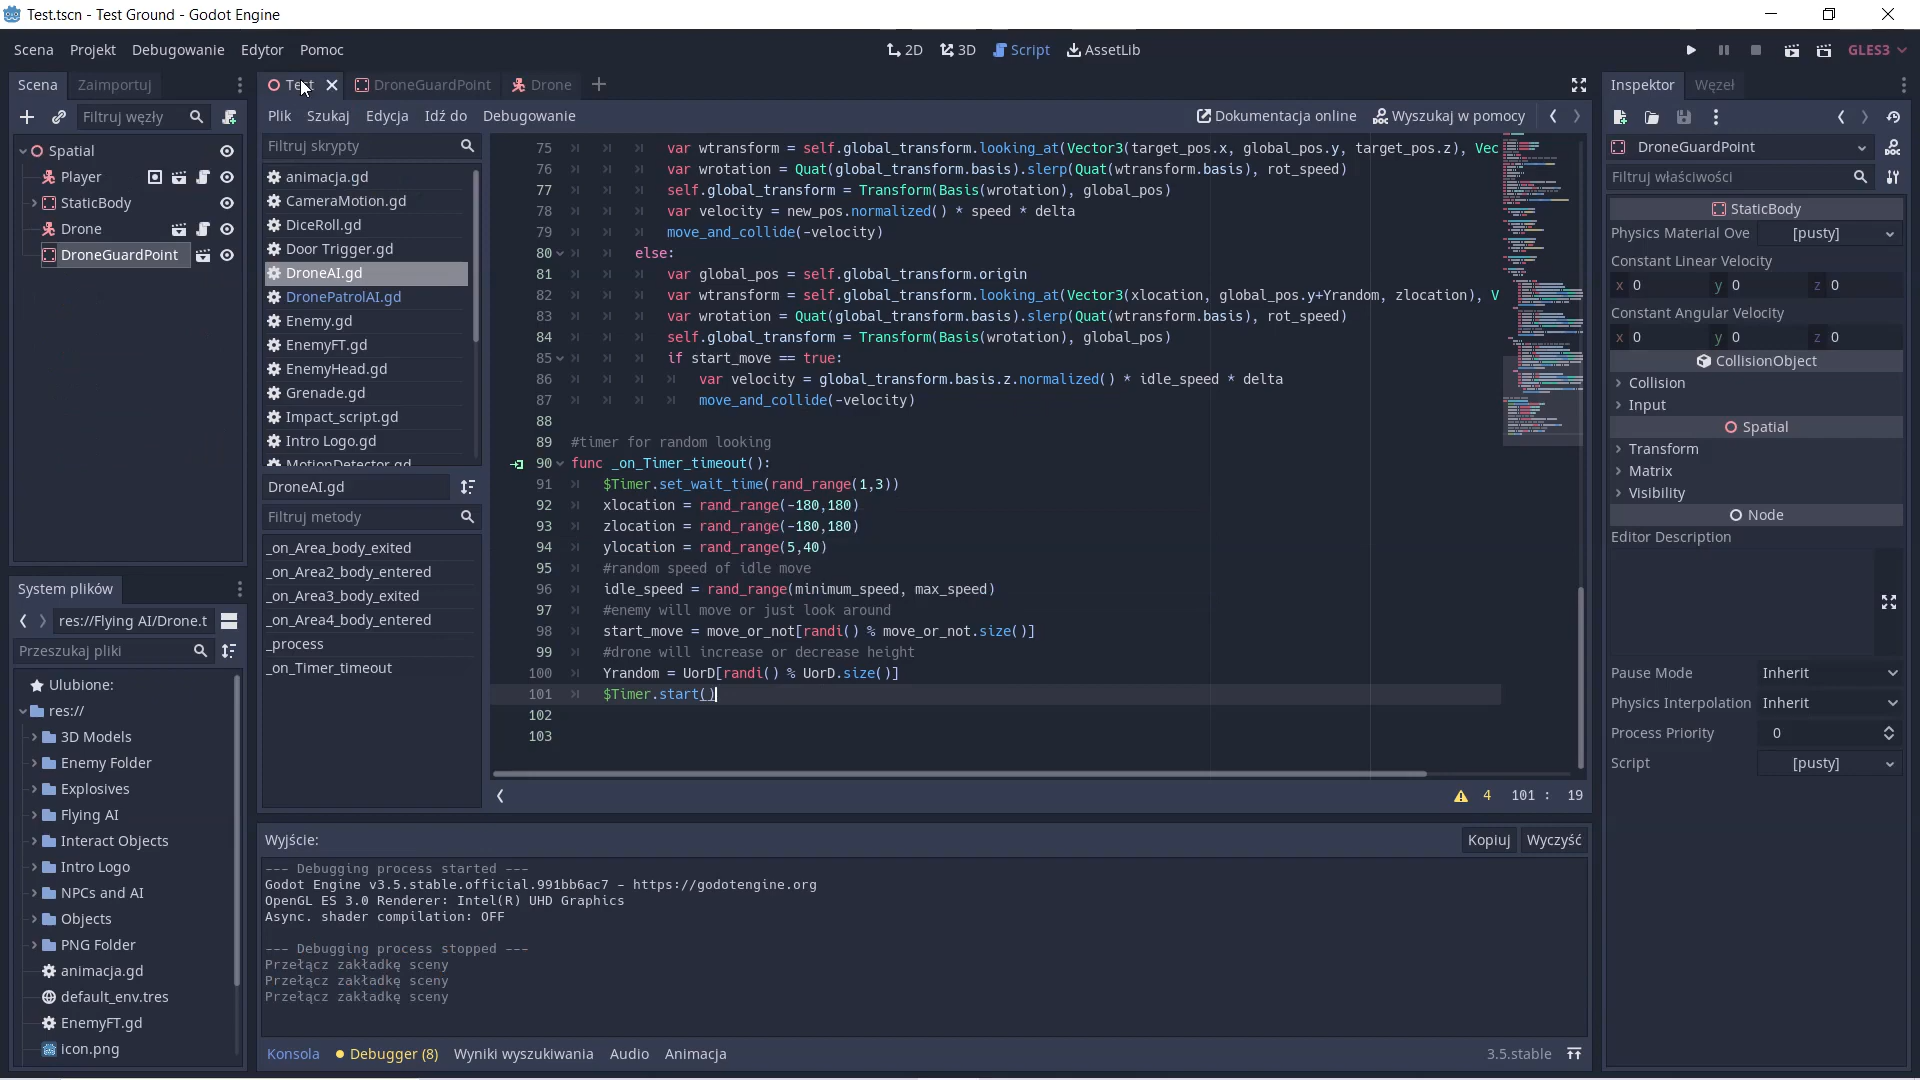 Test.tscn - Test Ground - Godot Engine
Scena Projekt Debugowanie Edytor Pomoc
2D 3D Script AssetLib
GLES3
Scena Zaimportuj
Filtruj węzły
Spatial
Player
StaticBody
Drone
DroneGuardPoint
System plików
res://Flying AI/Drone.t
Przeszukaj pliki
Ulubione:
res://
3D Models
Enemy Folder
Explosives
Flying AI
Interact Objects
Intro Logo
NPCs and AI
Objects
PNG Folder
animacja.gd
default_env.tres
EnemyFT.gd
icon.png
Test DroneGuardPoint Drone
Plik Szukaj Edycja Idź do Debugowanie
Dokumentacja online Wyszukaj w pomocy
Filtruj skrypty
animacja.gd
CameraMotion.gd
DiceRoll.gd
Door Trigger.gd
DroneAI.gd
DronePatrolAI.gd
Enemy.gd
EnemyFT.gd
EnemyHead.gd
Grenade.gd
Impact_script.gd
Intro Logo.gd
MotionDetector.gd
DroneAI.gd
Filtruj metody
_on_Area_body_exited
_on_Area2_body_entered
_on_Area3_body_exited
_on_Area4_body_entered
_process
_on_Timer_timeout
75 var wtransform = self.global_transform.looking_at(Vector3(target_pos.x, global_pos.y, target_pos.z), Vec
76 var wrotation = Quat(global_transform.basis).slerp(Quat(wtransform.basis), rot_speed)
77 self.global_transform = Transform(Basis(wrotation), global_pos)
78 var velocity = new_pos.normalized() * speed * delta
79 move_and_collide(-velocity)
80 else:
81 var global_pos = self.global_transform.origin
82 var wtransform = self.global_transform.looking_at(Vector3(xlocation, global_pos.y+Yrandom, zlocation), V
83 var wrotation = Quat(global_transform.basis).slerp(Quat(wtransform.basis), rot_speed)
84 self.global_transform = Transform(Basis(wrotation), global_pos)
85 if start_move == true:
86 var velocity = global_transform.basis.z.normalized() * idle_speed * delta
87 move_and_collide(-velocity)
88
89 #timer for random looking
90 func _on_Timer_timeout():
91 $Timer.set_wait_time(rand_range(1,3))
92 xlocation = rand_range(-180,180)
93 zlocation = rand_range(-180,180)
94 ylocation = rand_range(5,40)
95 #random speed of idle move
96 idle_speed = rand_range(minimum_speed, max_speed)
97 #enemy will move or just look around
98 start_move = move_or_not[randi() % move_or_not.size()]
99 #drone will increase or decrease height
100 Yrandom = UorD[randi() % UorD.size()]
101 $Timer.start()
102
103
4 101 : 19
Wyjście:
Kopiuj Wyczyść
--- Debugging process started ---
Godot Engine v3.5.stable.official.991bb6ac7 - https://godotengine.org
OpenGL ES 3.0 Renderer: Intel(R) UHD Graphics
Async. shader compilation: OFF
--- Debugging process stopped ---
Przełącz zakładkę sceny
Przełącz zakładkę sceny
Przełącz zakładkę sceny
Konsola Debugger (8) Wyniki wyszukiwania Audio Animacja
3.5.stable
Inspektor Węzeł
DroneGuardPoint
Filtruj właściwości
StaticBody
Physics Material Ove [pusty]
Constant Linear Velocity
x 0 y 0 z 0
Constant Angular Velocity
x 0 y 0 z 0
CollisionObject
Collision
Input
Spatial
Transform
Matrix
Visibility
Node
Editor Description
Pause Mode Inherit
Physics Interpolation Inherit
Process Priority 0
Script [pusty]